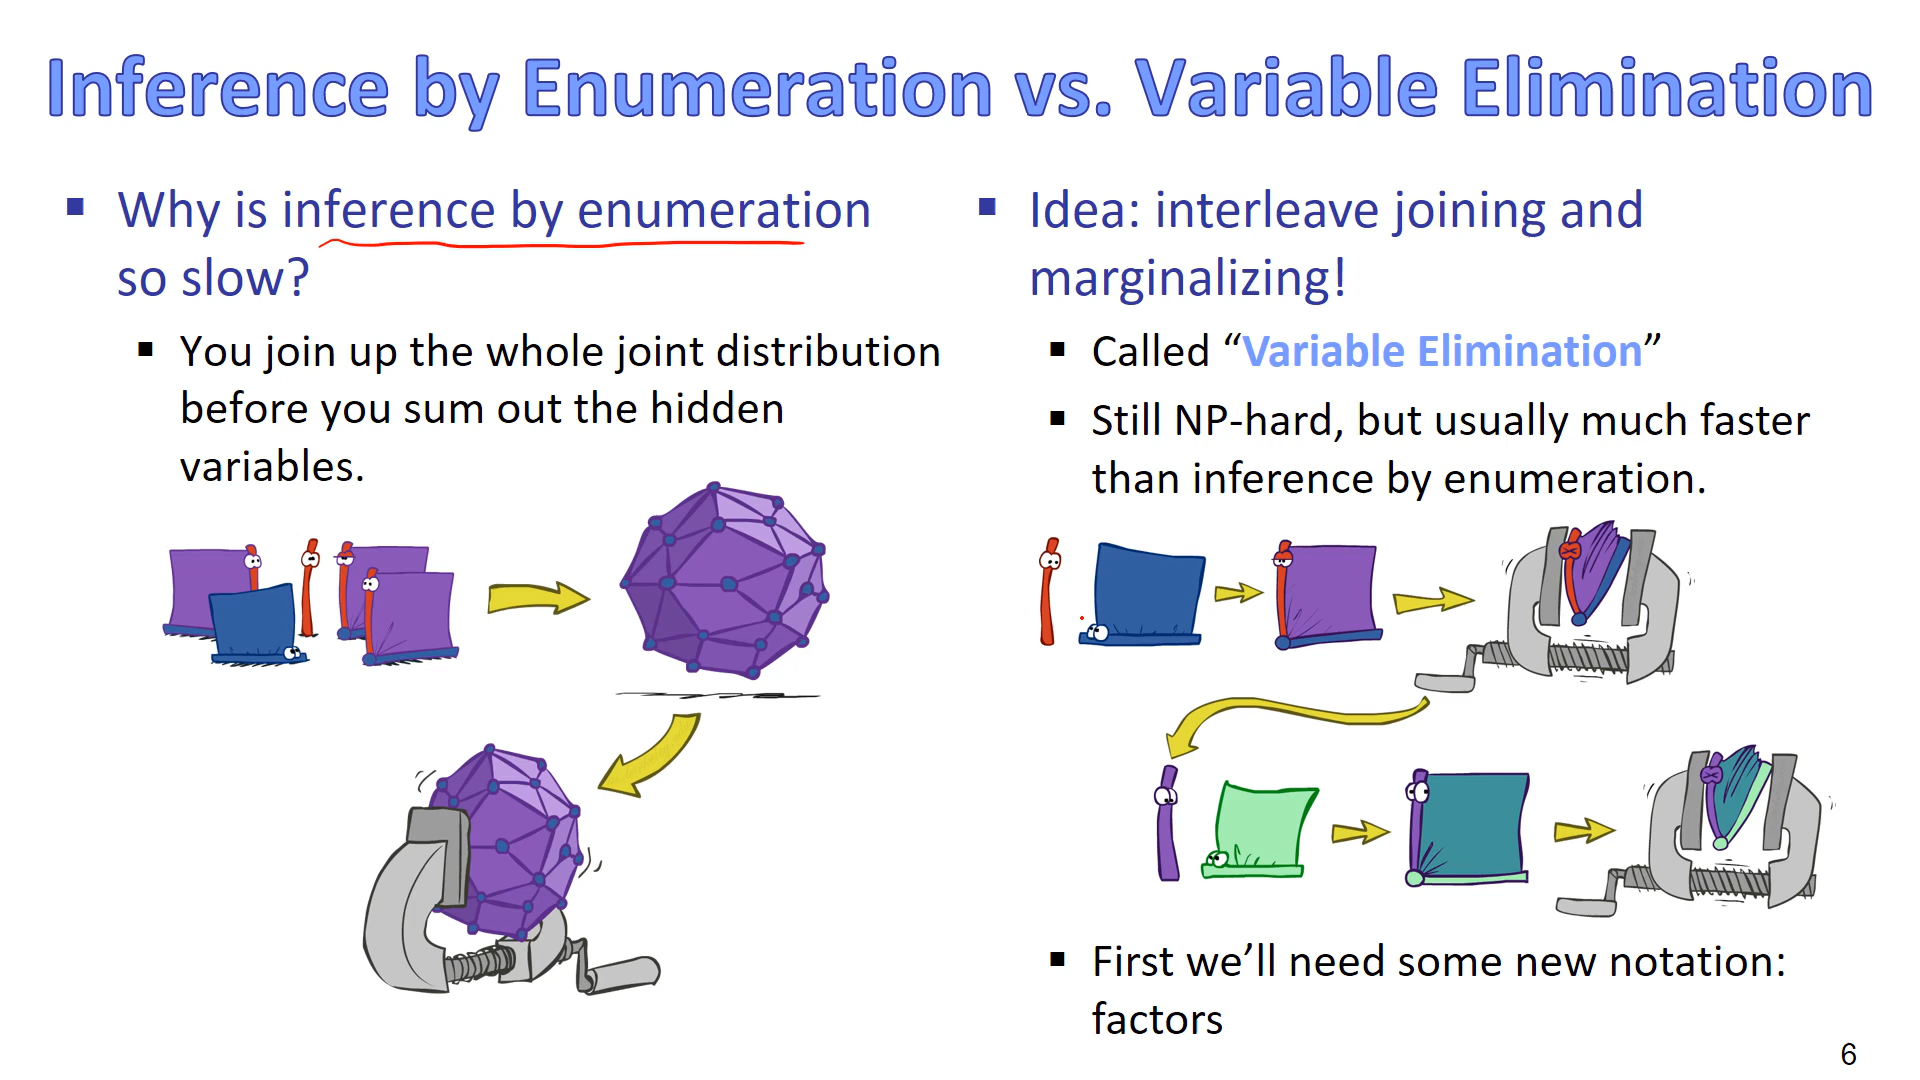 Inference by Enumeration vs. Variable Elimination
▪ Why is inference by enumeration
so slow?
▪ You join up the whole joint distribution
before you sum out the hidden
variables.
▪ Idea: interleave joining and
marginalizing!
▪ Called “Variable Elimination”
▪ Still NP-hard, but usually much faster
than inference by enumeration.
▪ First we’ll need some new notation:
factors
6